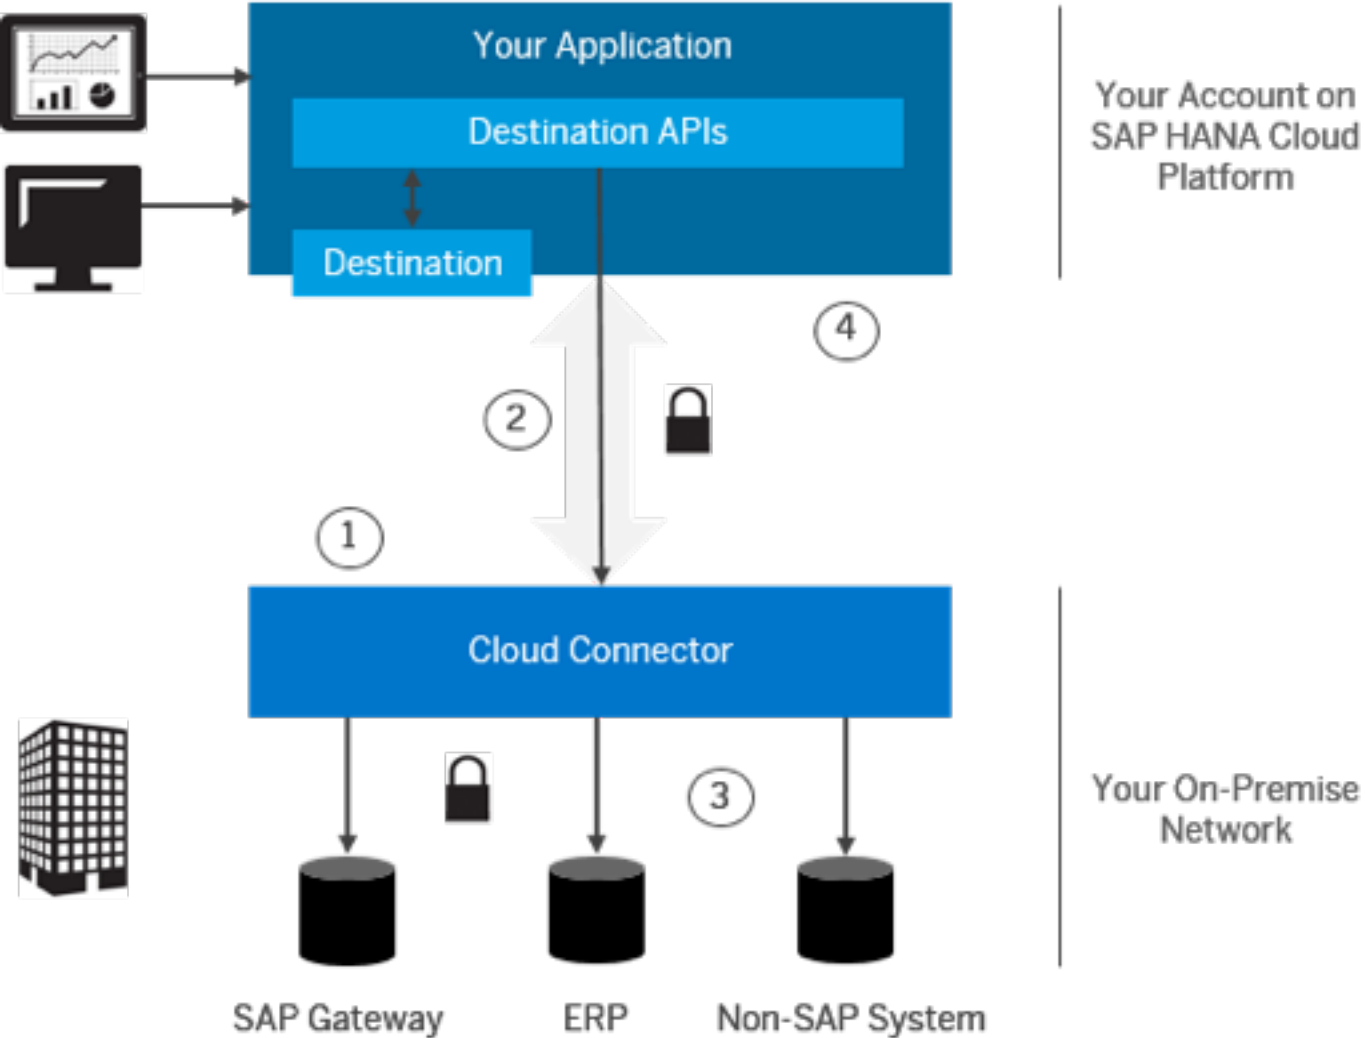 Your Application
Destination APIs
Destination
Your Account on
SAP HANA Cloud
Platform
4
2
1
Cloud Connector
3
Your On-Premise
Network
SAP Gateway
ERP
Non-SAP System